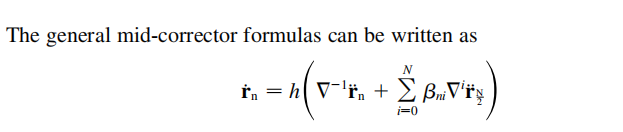 The general mid-corrector formulas can be written as
ṙₙ = h(∇⁻¹r̈ₙ + ∑ᵢ₌₀ᴺ βₙᵢ∇ⁱr̈_{N/2})